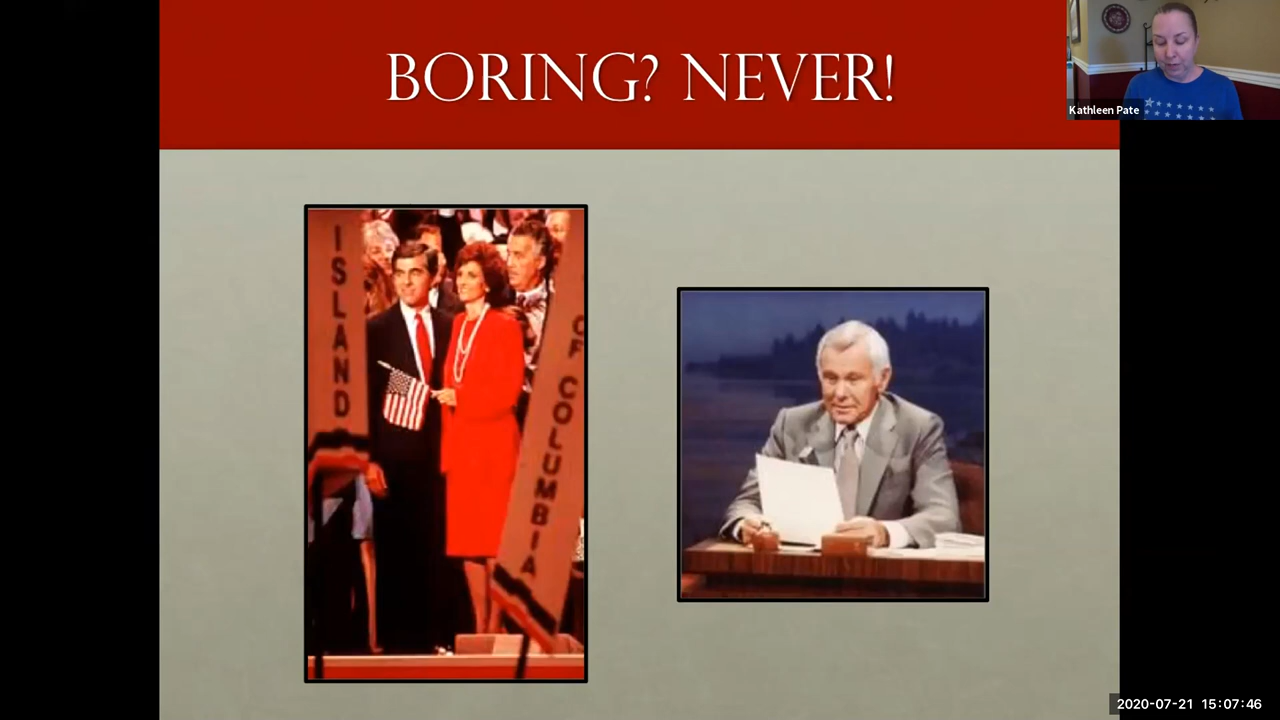 BORING? NEVER!
Kathleen Pate
ISLAND
OF COLUMBIA
2020-07-21 15:07:46